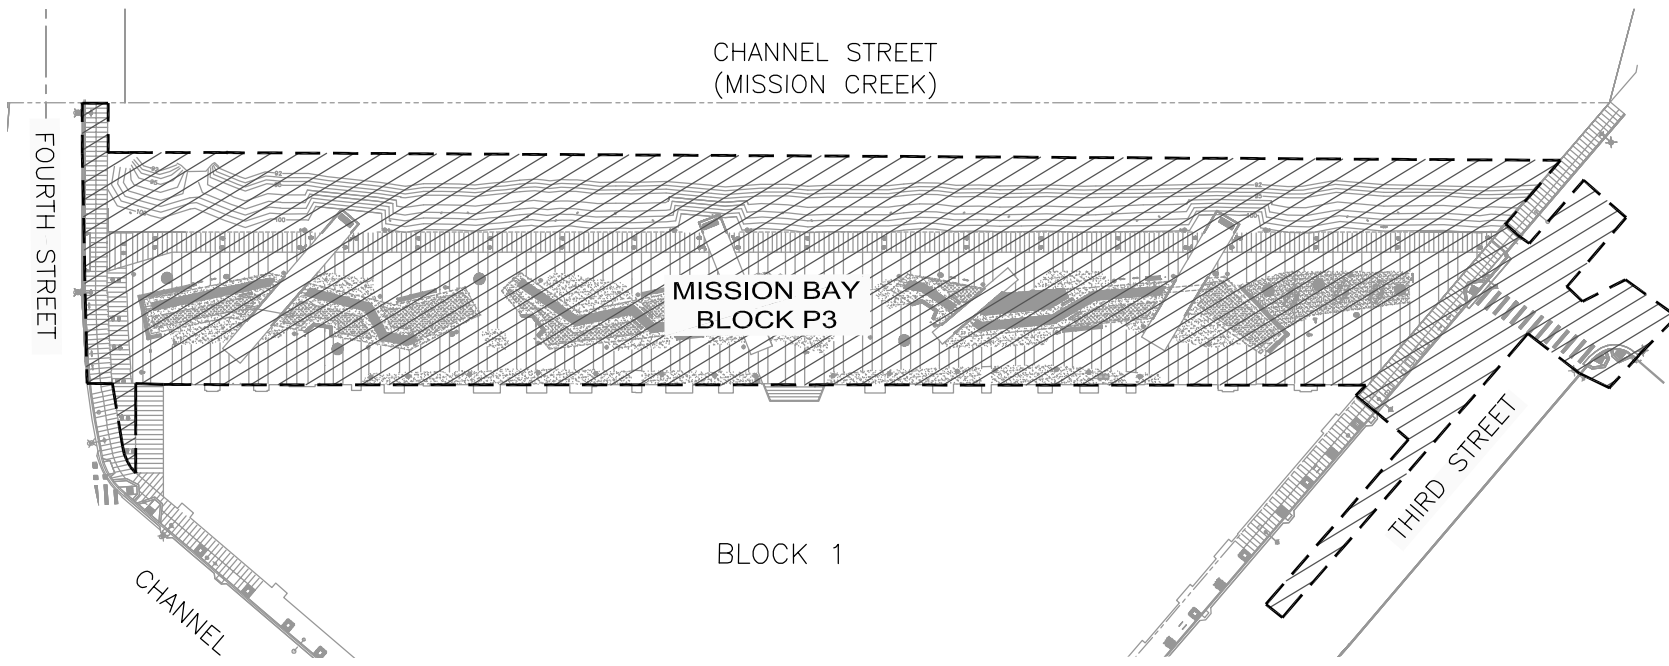 CHANNEL STREET
(MISSION CREEK)
FOURTH STREET
MISSION BAY
BLOCK P3
THIRD STREET
BLOCK 1
CHANNEL